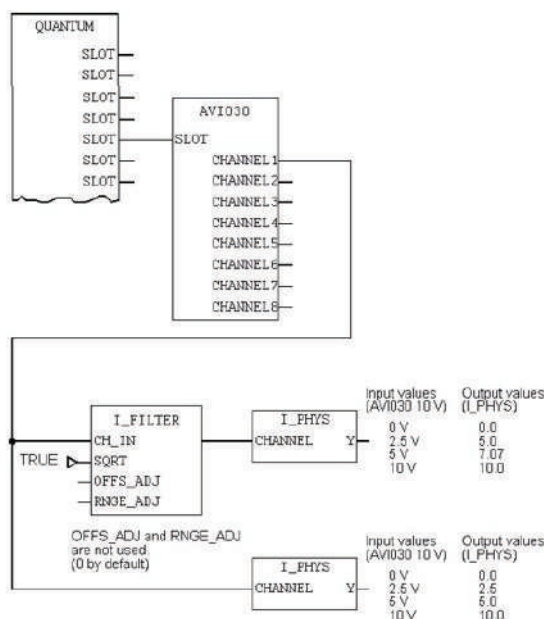 QUANTUM
SLOT
SLOT
SLOT
SLOT
SLOT
SLOT
SLOT
AVI030
SLOT
CHANNEL1
CHANNEL2
CHANNEL3
CHANNEL4
CHANNEL5
CHANNEL6
CHANNEL7
CHANNEL8
I_FILTER
CH_IN
TRUE SQRT
OFFS_ADJ
RNGE_ADJ
OFFS_ADJ and RNGE_ADJ
are not used
(0 by default)
I_PHYS
CHANNEL Y
Input values Output values
(AVI030 10 V) (I_PHYS)
0 V 0.0
2.5 V 5.0
5 V 7.07
10 V 10.0
I_PHYS
CHANNEL Y
Input values Output values
(AVI030 10 V) (I_PHYS)
0 V 0.0
2.5 V 2.5
5 V 5.0
10 V 10.0